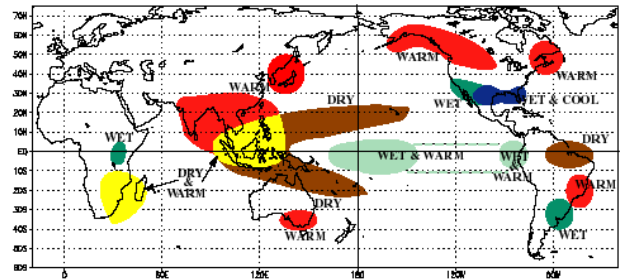 70N
60N
50N
40N
30N
20N
10N
EQ
10S
20S
30S
40S
50S
60S
WARM
WARM
WARM
DRY
WET
WET & COOL
WET
DRY
&
WARM
WET & WARM
WET
&
WARM
DRY
DRY
WARM
WARM
WET
0
60E
120E
180
120W
60W